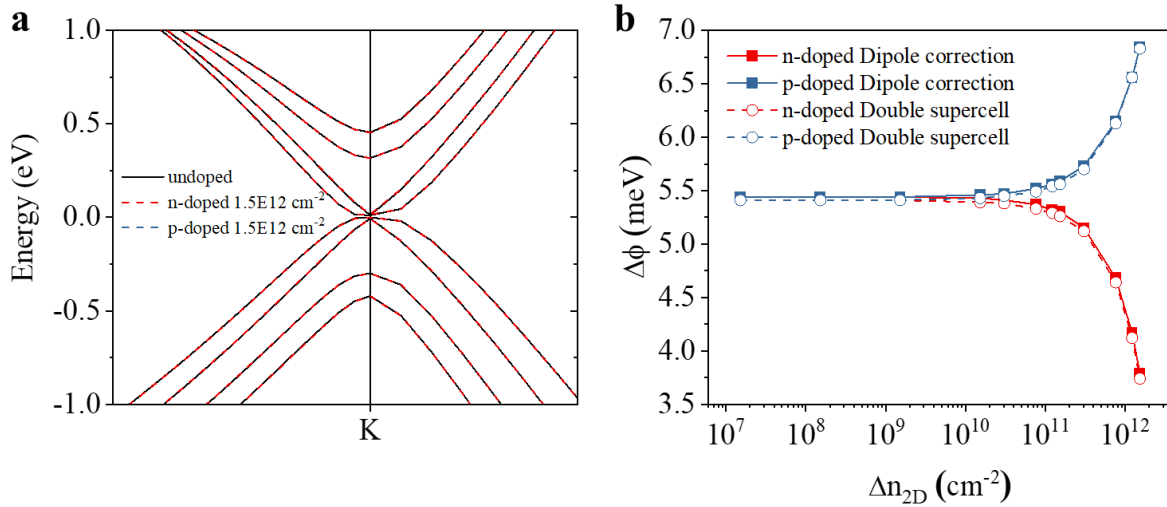 a
1.0
0.5
0.0
-0.5
-1.0
Energy (eV)
undoped
n-doped 1.5E12 cm⁻²
p-doped 1.5E12 cm⁻²
K
b
7.0
6.5
6.0
5.5
5.0
4.5
4.0
3.5
Δϕ (meV)
n-doped Dipole correction
p-doped Dipole correction
n-doped Double supercell
p-doped Double supercell
10⁷ 10⁸ 10⁹ 10¹⁰ 10¹¹ 10¹²
Δn₂D (cm⁻²)